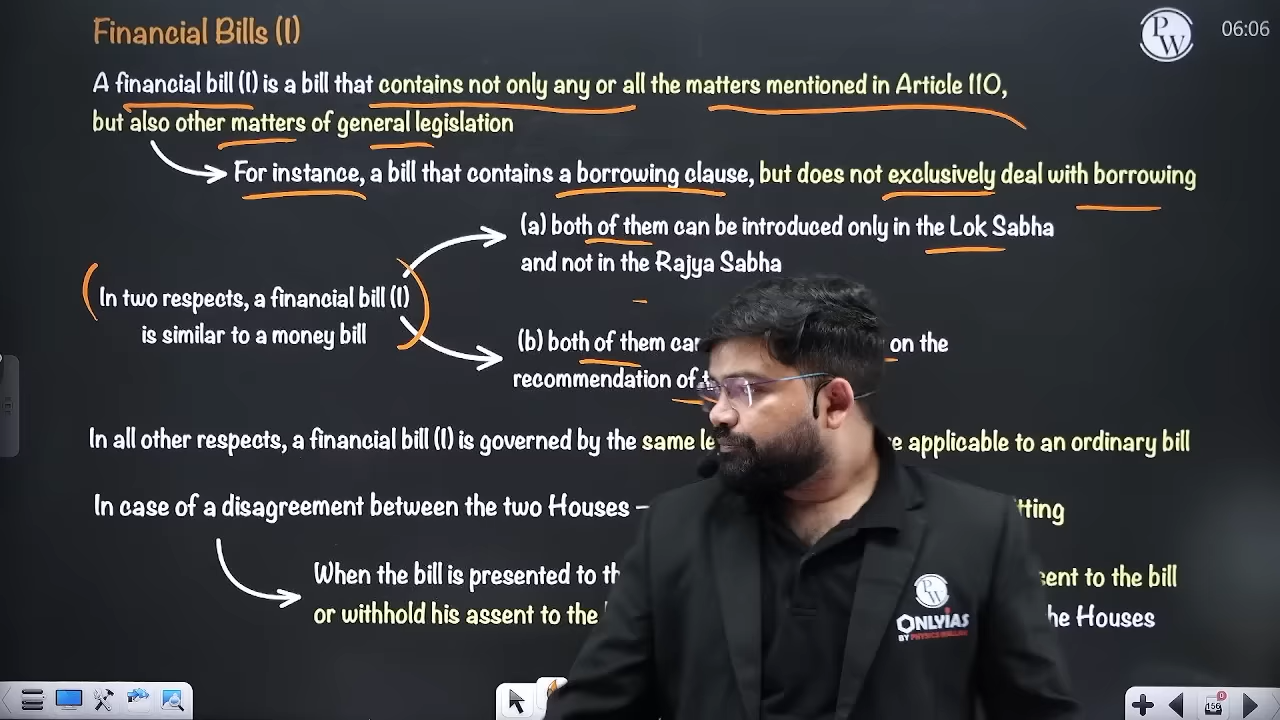 Financial Bills (I)
PW
06:06
A financial bill (I) is a bill that contains not only any or all the matters mentioned in Article 110,
but also other matters of general legislation
For instance, a bill that contains a borrowing clause, but does not exclusively deal with borrowing
(a) both of them can be introduced only in the Lok Sabha
and not in the Rajya Sabha
In two respects, a financial bill (I)
is similar to a money bill
(b) both of them on the
recommendation of
In all other respects, a financial bill (I) is governed by the same applicable to an ordinary bill
In case of a disagreement between the two Houses –
When the bill is presented to to the bill
or withhold his assent to the Houses
PW
ONLYIAS
BY PHYSICS WALLAH
156